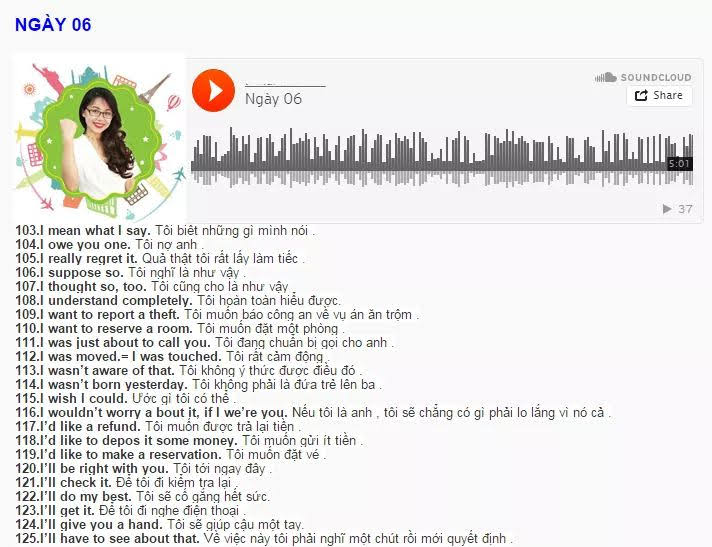 NGÀY 06
SOUNDCLOUD
Ngày 06
Share
5:01
37
103.I mean what I say. Tôi biết những gì mình nói .
104.I owe you one. Tôi nợ anh .
105.I really regret it. Quả thật tôi rất lấy làm tiếc .
106.I suppose so. Tôi nghĩ là như vậy .
107.I thought so, too. Tôi cũng cho là như vậy .
108.I understand completely. Tôi hoàn toàn hiểu được.
109.I want to report a theft. Tôi muốn báo công an về vụ án ăn trộm .
110.I want to reserve a room. Tôi muốn đặt một phòng .
111.I was just about to call you. Tôi đang chuẩn bị gọi cho anh .
112.I was moved.= I was touched. Tôi rất cảm động .
113.I wasn't aware of that. Tôi không ý thức được điều đó .
114.I wasn't born yesterday. Tôi không phải là đứa trẻ lên ba .
115.I wish I could. Ước gì tôi có thể .
116.I wouldn't worry a bout it, if I we're you. Nếu tôi là anh , tôi sẽ chẳng có gì phải lo lắng vì nó cả .
117.I'd like a refund. Tôi muốn được trả lại tiền .
118.I'd like to depos it some money. Tôi muốn gửi ít tiền .
119.I'd like to make a reservation. Tôi muốn đặt vé .
120.I'll be right with you. Tôi tới ngay đây .
121.I'll check it. Để tôi đi kiểm tra lại .
122.I'll do my best. Tôi sẽ cố gắng hết sức.
123.I'll get it. Để tôi đi nghe điện thoại .
124.I'll give you a hand. Tôi sẽ giúp cậu một tay.
125.I'll have to see about that. Về việc này tôi phải nghĩ một chút rồi mới quyết định .